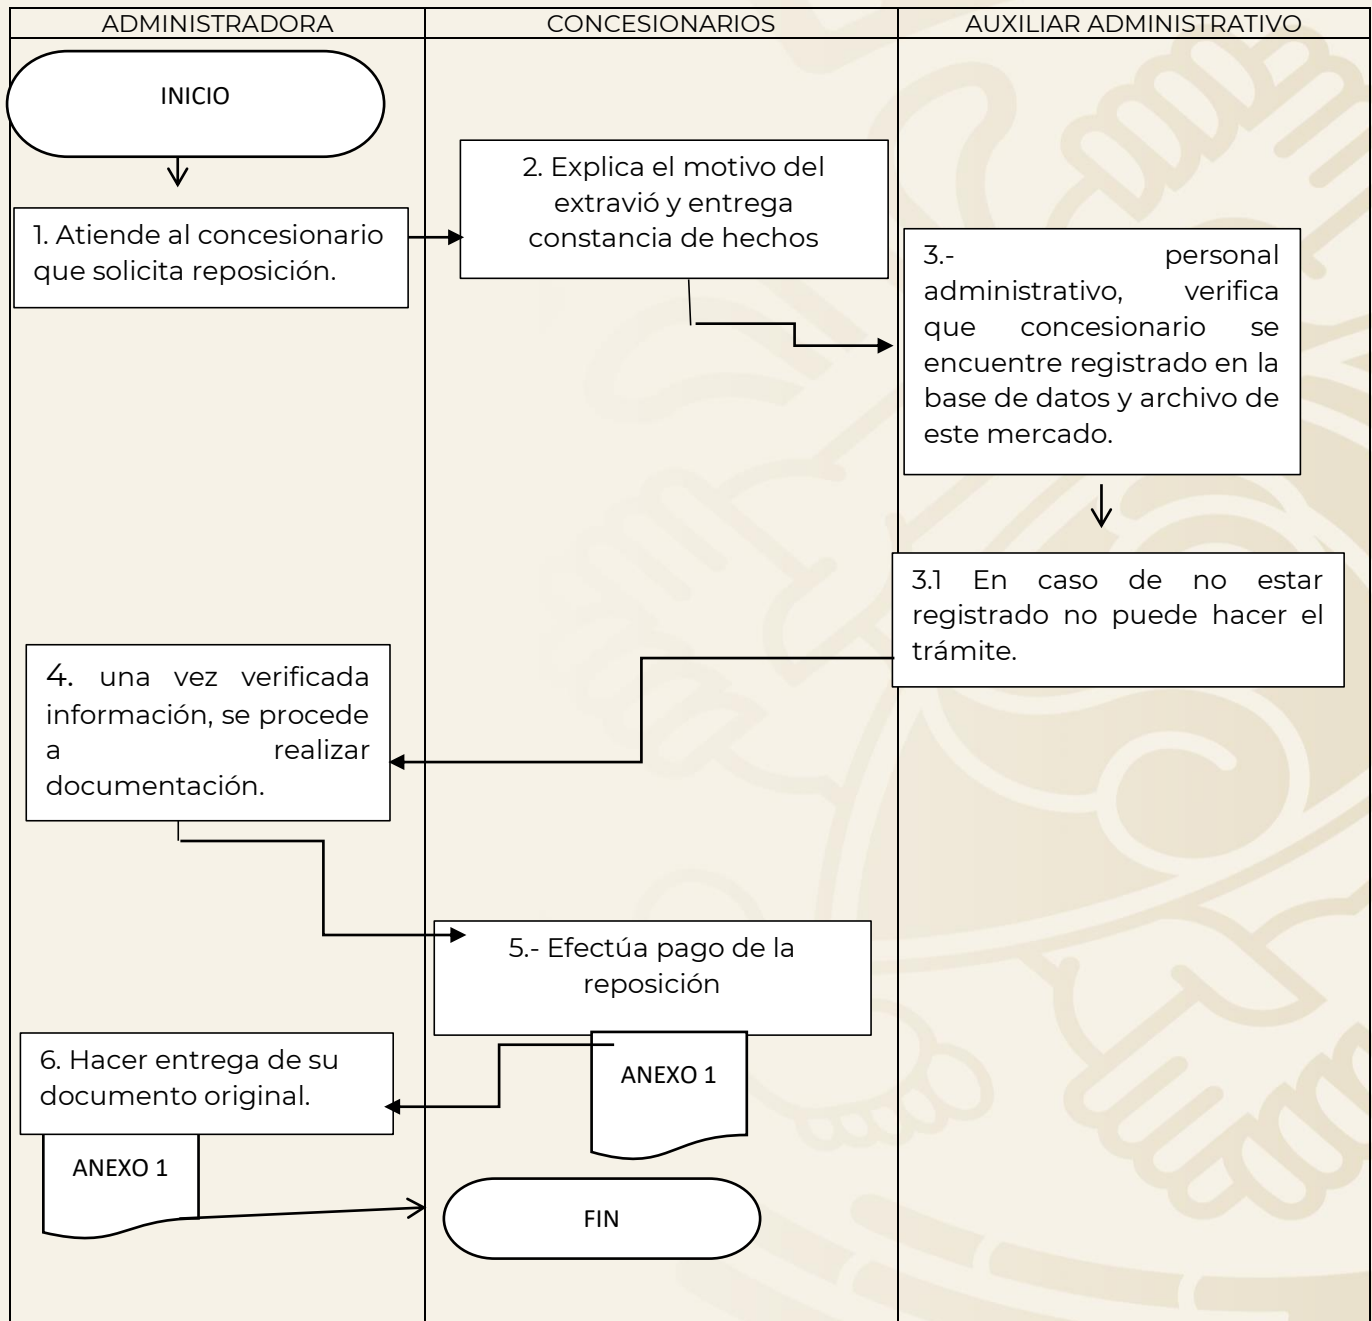 ADMINISTRADORA
CONCESIONARIOS
AUXILIAR ADMINISTRATIVO
INICIO
1. Atiende al concesionario
que solicita reposición.
2. Explica el motivo del
extravió y entrega
constancia de hechos
3.- personal
administrativo, verifica
que concesionario se
encuentre registrado en la
base de datos y archivo de
este mercado.
3.1 En caso de no estar
registrado no puede hacer el
trámite.
4. una vez verificada
información, se procede
a realizar
documentación.
5.- Efectúa pago de la
reposición
ANEXO 1
6. Hacer entrega de su
documento original.
ANEXO 1
FIN